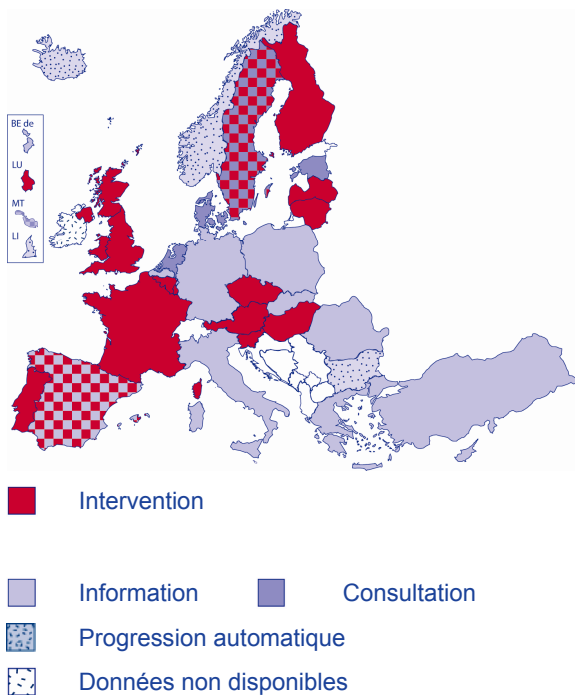 BE de
LU
MT
LI
Intervention
Information
Consultation
Progression automatique
Données non disponibles